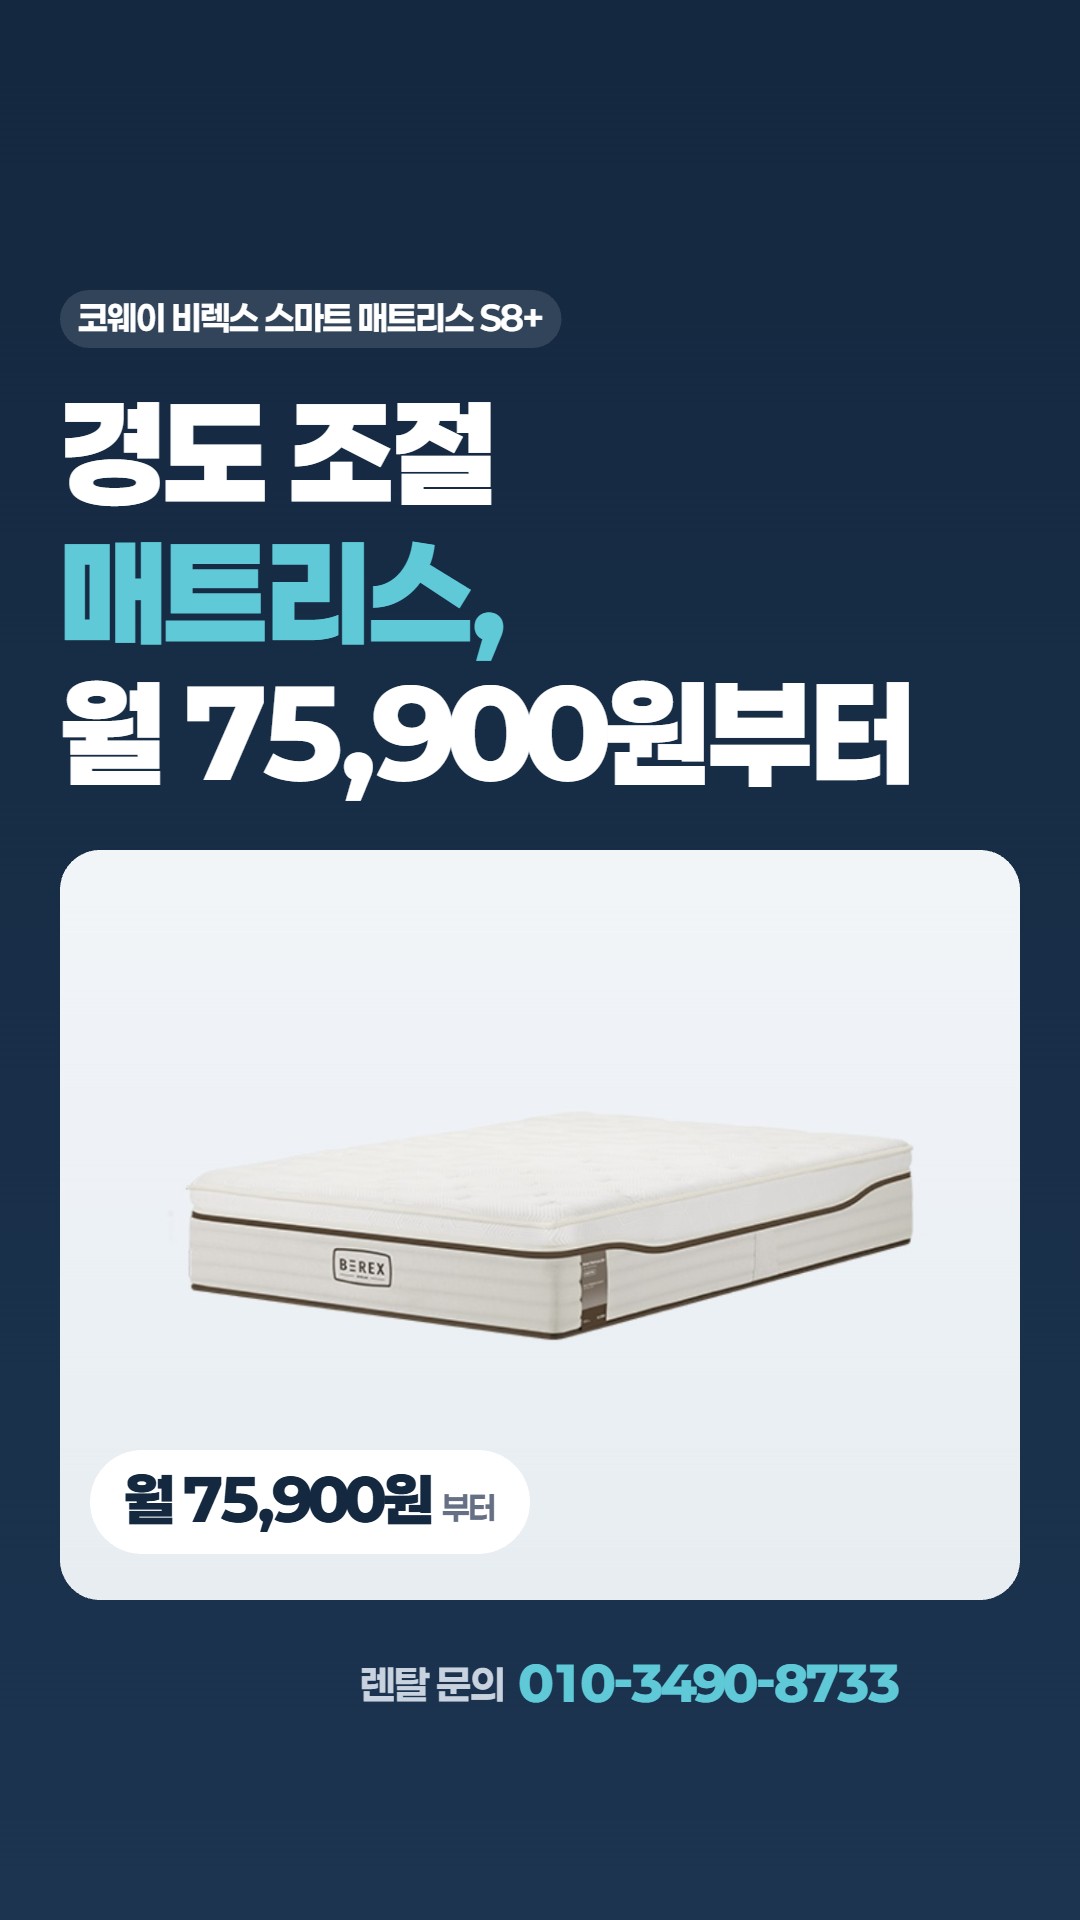 코웨이 비렉스 스마트 매트리스 S8+
경도 조절
매트리스,
월 75,900원부터
BEREX
월 75,900원 부터
렌탈 문의 010-3490-8733